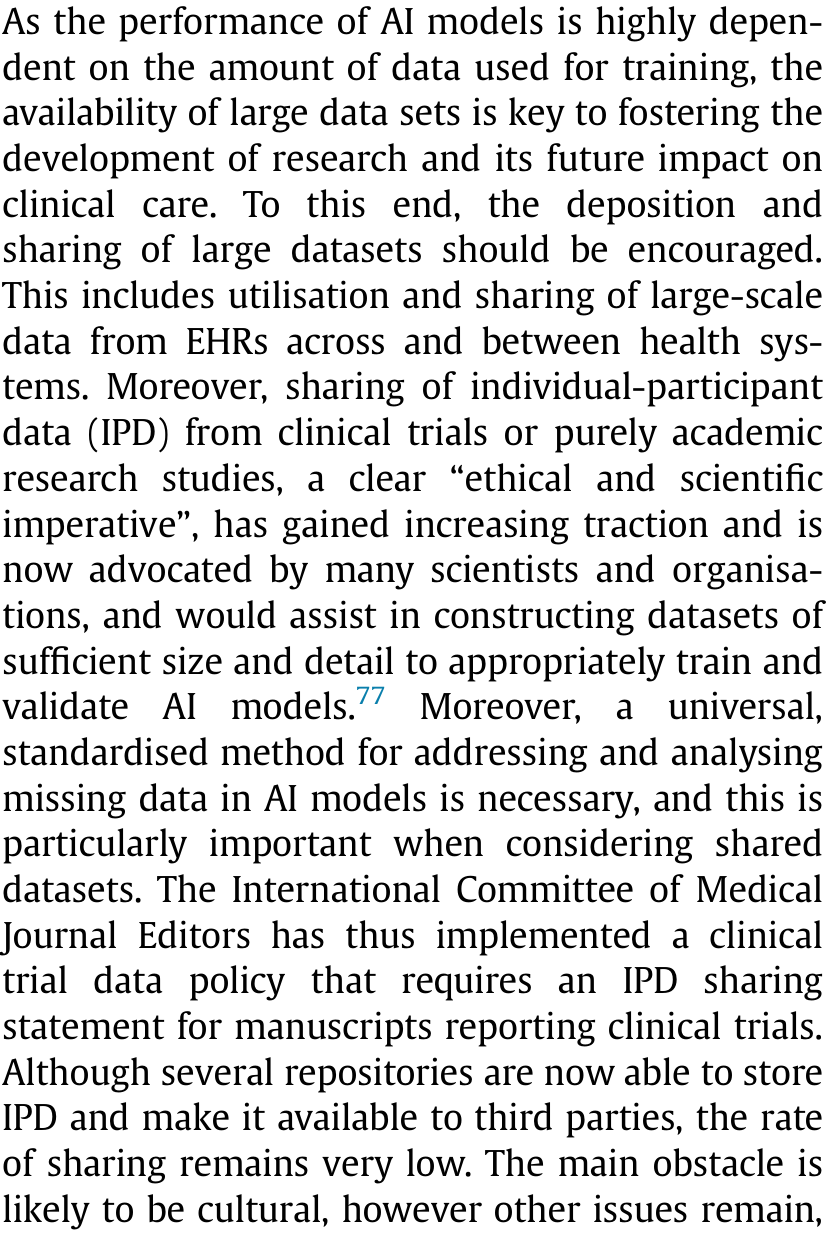 As the performance of AI models is highly depen-
dent on the amount of data used for training, the
availability of large data sets is key to fostering the
development of research and its future impact on
clinical care. To this end, the deposition and
sharing of large datasets should be encouraged.
This includes utilisation and sharing of large-scale
data from EHRs across and between health sys-
tems. Moreover, sharing of individual-participant
data (IPD) from clinical trials or purely academic
research studies, a clear “ethical and scientific
imperative”, has gained increasing traction and is
now advocated by many scientists and organisa-
tions, and would assist in constructing datasets of
sufficient size and detail to appropriately train and
validate AI models.77 Moreover, a universal,
standardised method for addressing and analysing
missing data in AI models is necessary, and this is
particularly important when considering shared
datasets. The International Committee of Medical
Journal Editors has thus implemented a clinical
trial data policy that requires an IPD sharing
statement for manuscripts reporting clinical trials.
Although several repositories are now able to store
IPD and make it available to third parties, the rate
of sharing remains very low. The main obstacle is
likely to be cultural, however other issues remain,